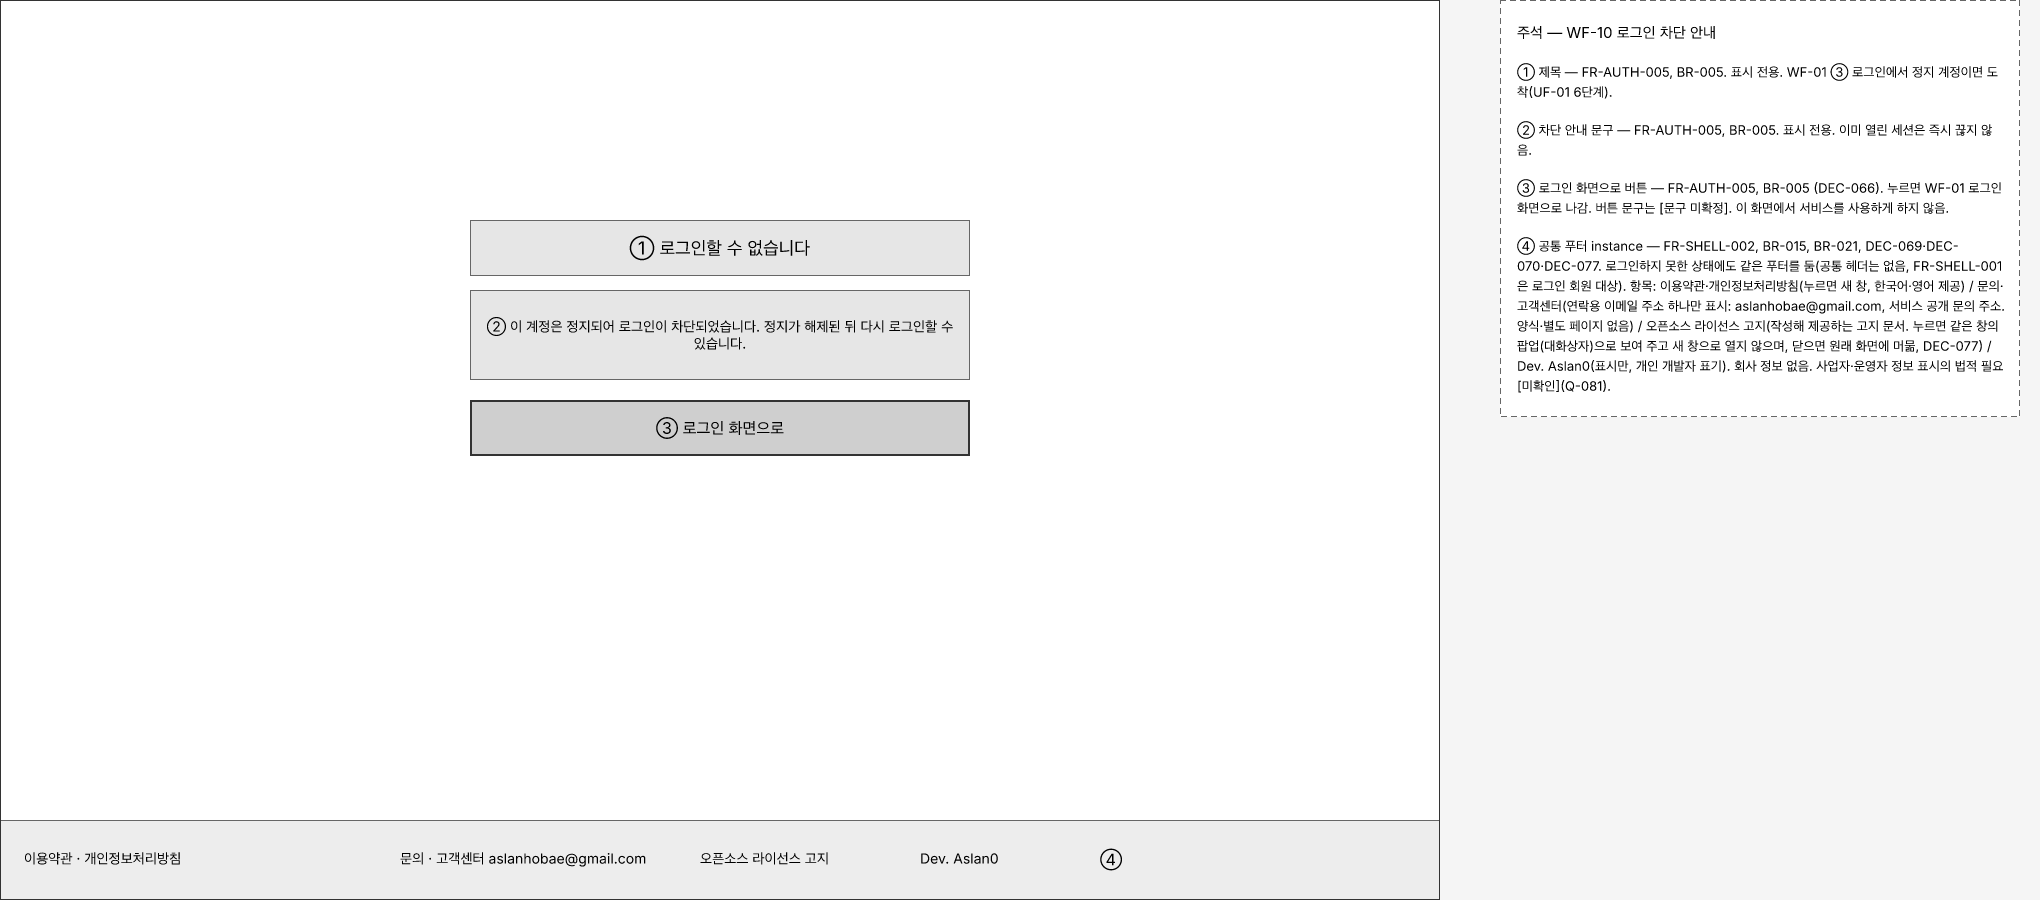 ① 로그인할 수 없습니다
② 이 계정은 정지되어 로그인이 차단되었습니다. 정지가 해제된 뒤 다시 로그인할 수
있습니다.
③ 로그인 화면으로
이용약관 · 개인정보처리방침
문의 · 고객센터 aslanhobae@gmail.com
오픈소스 라이선스 고지
Dev. Aslan0
④
주석 — WF-10 로그인 차단 안내
① 제목 — FR-AUTH-005, BR-005. 표시 전용. WF-01 ③ 로그인에서 정지 계정이면 도
착(UF-01 6단계).
② 차단 안내 문구 — FR-AUTH-005, BR-005. 표시 전용. 이미 열린 세션은 즉시 끊지 않
음.
③ 로그인 화면으로 버튼 — FR-AUTH-005, BR-005 (DEC-066). 누르면 WF-01 로그인
화면으로 나감. 버튼 문구는 [문구 미확정]. 이 화면에서 서비스를 사용하게 하지 않음.
④ 공통 푸터 instance — FR-SHELL-002, BR-015, BR-021, DEC-069·DEC-
070·DEC-077. 로그인하지 못한 상태에도 같은 푸터를 둠(공통 헤더는 없음, FR-SHELL-001
은 로그인 회원 대상). 항목: 이용약관·개인정보처리방침(누르면 새 창, 한국어·영어 제공) / 문의·
고객센터(연락용 이메일 주소 하나만 표시: aslanhobae@gmail.com, 서비스 공개 문의 주소.
양식·별도 페이지 없음) / 오픈소스 라이선스 고지(작성해 제공하는 고지 문서. 누르면 같은 창의
팝업(대화상자)으로 보여 주고 새 창으로 열지 않으며, 닫으면 원래 화면에 머묾, DEC-077) /
Dev. Aslan0(표시만, 개인 개발자 표기). 회사 정보 없음. 사업자·운영자 정보 표시의 법적 필요
[미확인](Q-081).